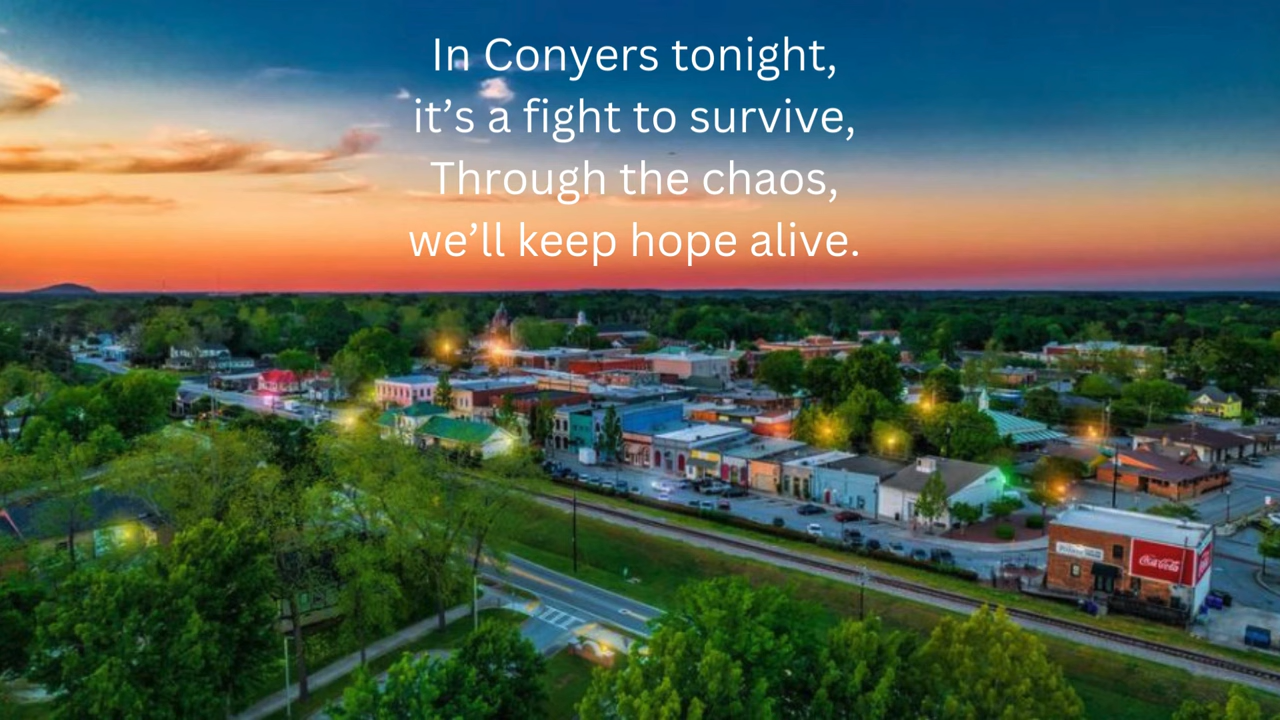 In Conyers tonight,
it’s a fight to survive,
Through the chaos,
we’ll keep hope alive.
Coca-Cola